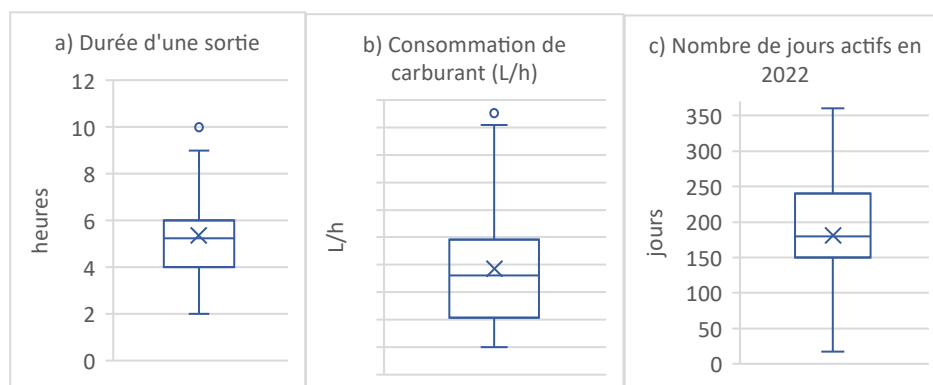 a) Durée d'une sortie
heures
12
10
8
6
4
2
0
b) Consommation de
carburant (L/h)
L/h
c) Nombre de jours actifs en
2022
jours
350
300
250
200
150
100
50
0